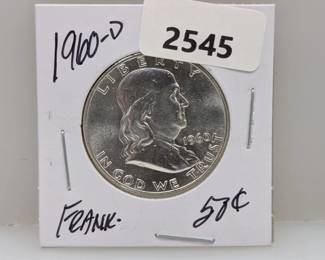 1960-D
2545
LIBERTY
1960
IN GOD WE TRUST
FRANK.
50¢